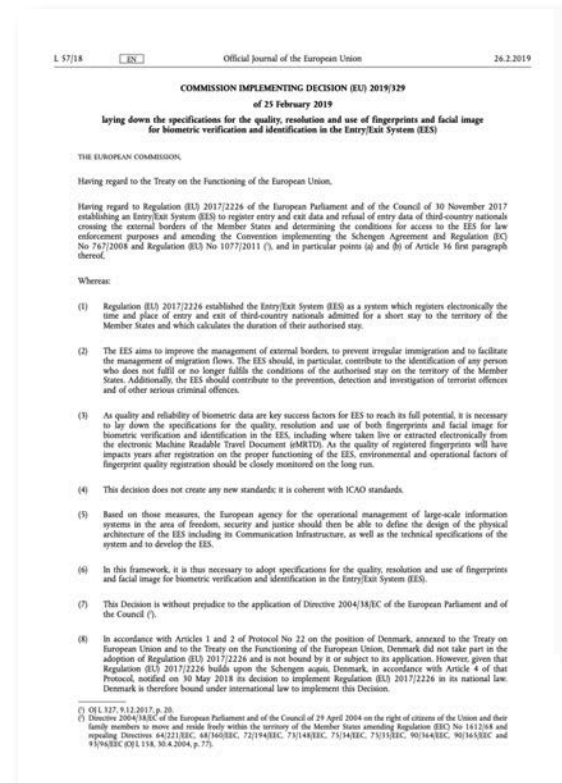 L 57/18 EN Official Journal of the European Union 26.2.2019
COMMISSION IMPLEMENTING DECISION (EU) 2019/329
of 25 February 2019
laying down the specifications for the quality, resolution and use of fingerprints and facial image
for biometric verification and identification in the Entry/Exit System (EES)
THE EUROPEAN COMMISSION,
Having regard to the Treaty on the Functioning of the European Union,
Having regard to Regulation (EU) 2017/2226 of the European Parliament and of the Council of 30 November 2017
establishing an Entry/Exit System (EES) to register entry and exit data and refusal of entry data of third-country nationals
crossing the external borders of the Member States and determining the conditions for access to the EES for law
enforcement purposes and amending the Convention implementing the Schengen Agreement and Regulation (EC)
No 767/2008 and Regulation (EU) No 1077/2011 (¹), and in particular points (a) and (b) of Article 36 first paragraph
thereof,
Whereas:
(1) Regulation (EU) 2017/2226 established the Entry/Exit System (EES) as a system which registers electronically the
time and place of entry and exit of third-country nationals admitted for a short stay to the territory of the
Member States and which calculates the duration of their authorised stay.
(2) The EES aims to improve the management of external borders, to prevent irregular immigration and to facilitate
the management of migration flows. The EES should, in particular, contribute to the identification of any person
who does not fulfil or no longer fulfils the conditions of the authorised stay on the territory of the Member
States. Additionally, the EES should contribute to the prevention, detection and investigation of terrorist offences
and of other serious criminal offences.
(3) As quality and reliability of biometric data are key success factors for EES to reach its full potential, it is necessary
to lay down the specifications for the quality, resolution and use of both fingerprints and facial image for
biometric verification and identification in the EES, including where taken live or extracted electronically from
the electronic Machine Readable Travel Document (eMRTD). As the quality of registered fingerprints will have
impacts years after registration on the proper functioning of the EES, environmental and operational factors of
fingerprint quality registration should be closely monitored on the long run.
(4) This decision does not create any new standards; it is coherent with ICAO standards.
(5) Based on those measures, the European agency for the operational management of large-scale information
systems in the area of freedom, security and justice should then be able to define the design of the physical
architecture of the EES including its Communication Infrastructure, as well as the technical specifications of the
system and to develop the EES.
(6) In this framework, it is thus necessary to adopt specifications for the quality, resolution and use of fingerprints
and facial image for biometric verification and identification in the Entry/Exit System (EES).
(7) This Decision is without prejudice to the application of Directive 2004/38/EC of the European Parliament and of
the Council (²).
(8) In accordance with Articles 1 and 2 of Protocol No 22 on the position of Denmark, annexed to the Treaty on
European Union and to the Treaty on the Functioning of the European Union, Denmark did not take part in the
adoption of Regulation (EU) 2017/2226 and is not bound by it or subject to its application. However, given that
Regulation (EU) 2017/2226 builds upon the Schengen acquis, Denmark, in accordance with Article 4 of that
Protocol, notified on 30 May 2018 its decision to implement Regulation (EU) 2017/2226 in its national law.
Denmark is therefore bound under international law to implement this Decision.
(¹) OJ L 327, 9.12.2017, p. 20.
(²) Directive 2004/38/EC of the European Parliament and of the Council of 29 April 2004 on the right of citizens of the Union and their
family members to move and reside freely within the territory of the Member States amending Regulation (EEC) No 1612/68 and
repealing Directives 64/221/EEC, 68/360/EEC, 72/194/EEC, 73/148/EEC, 75/34/EEC, 75/35/EEC, 90/364/EEC, 90/365/EEC and
93/96/EEC (OJ L 158, 30.4.2004, p. 77).